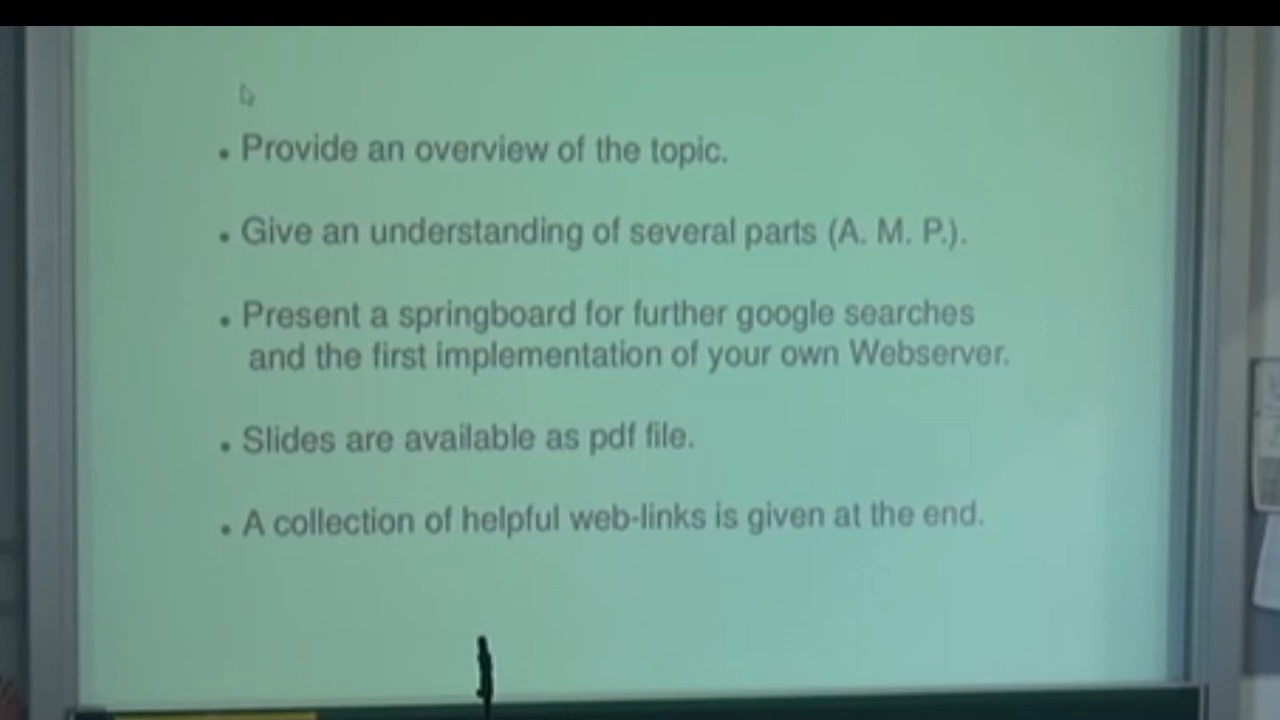 • Provide an overview of the topic.
• Give an understanding of several parts (A. M. P.).
• Present a springboard for further google searches
and the first implementation of your own Webserver.
• Slides are available as pdf file.
• A collection of helpful web-links is given at the end.